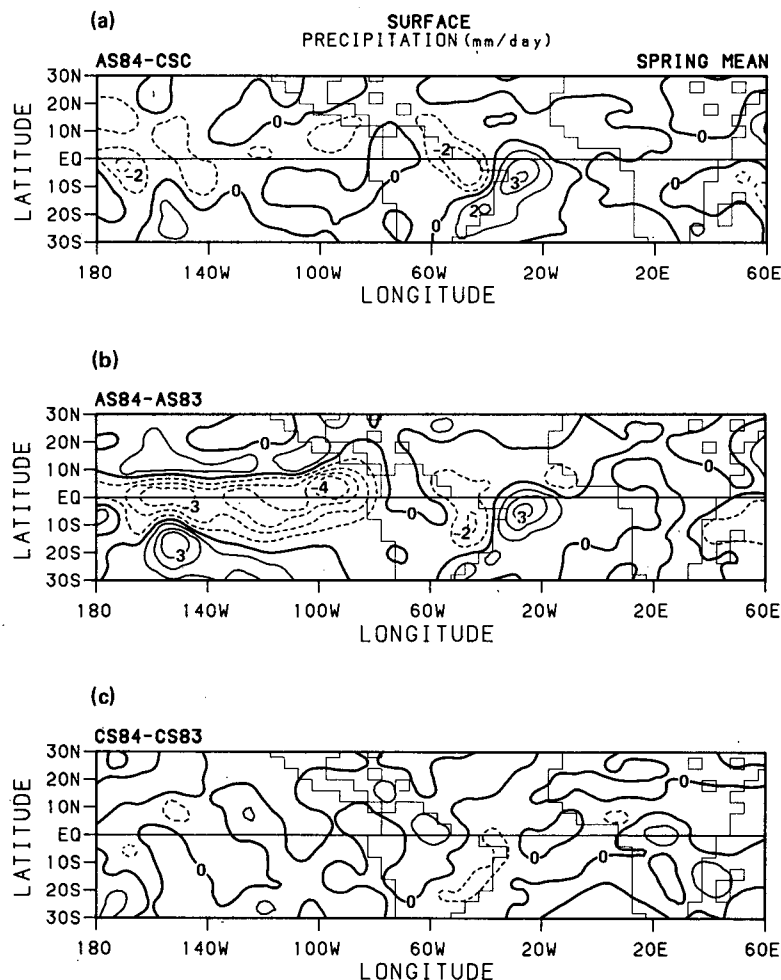 (a)
SURFACE
PRECIPITATION (mm/day)
AS84-CSC SPRING MEAN
30N
20N
10N
EQ
10S
20S
30S
LATITUDE
0
-2
-2
0
0
3
2
0
0
0
180 140W 100W 60W 20W 20E 60E
LONGITUDE
(b)
AS84-AS83
30N
20N
10N
EQ
10S
20S
30S
LATITUDE
0
0
-4
-3
3
0
-2
3
0
180 140W 100W 60W 20W 20E 60E
LONGITUDE
(c)
CS84-CS83
30N
20N
10N
EQ
10S
20S
30S
LATITUDE
0
0
0
0
0
180 140W 100W 60W 20W 20E 60E
LONGITUDE